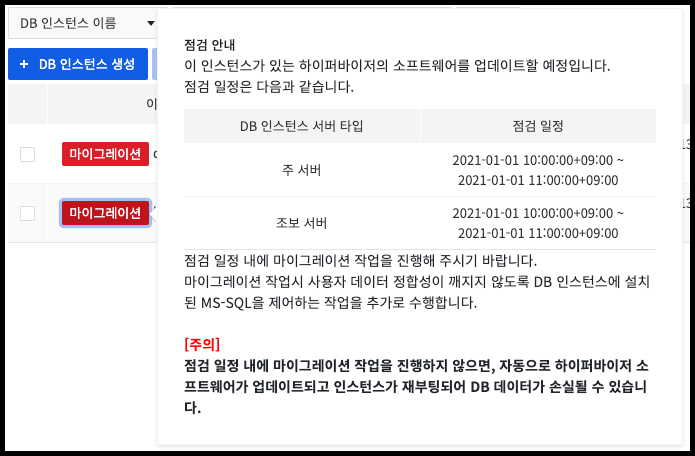 DB 인스턴스 이름
+ DB 인스턴스 생성
이
마이그레이션
마이그레이션
점검 안내
이 인스턴스가 있는 하이퍼바이저의 소프트웨어를 업데이트할 예정입니다.
점검 일정은 다음과 같습니다.
DB 인스턴스 서버 타입 점검 일정
주 서버 2021-01-01 10:00:00+09:00 ~
2021-01-01 11:00:00+09:00
조보 서버 2021-01-01 10:00:00+09:00 ~
2021-01-01 11:00:00+09:00
점검 일정 내에 마이그레이션 작업을 진행해 주시기 바랍니다.
마이그레이션 작업시 사용자 데이터 정합성이 깨지지 않도록 DB 인스턴스에 설치
된 MS-SQL을 제어하는 작업을 추가로 수행합니다.
[주의]
점검 일정 내에 마이그레이션 작업을 진행하지 않으면, 자동으로 하이퍼바이저 소
프트웨어가 업데이트되고 인스턴스가 재부팅되어 DB 데이터가 손실될 수 있습니
다.